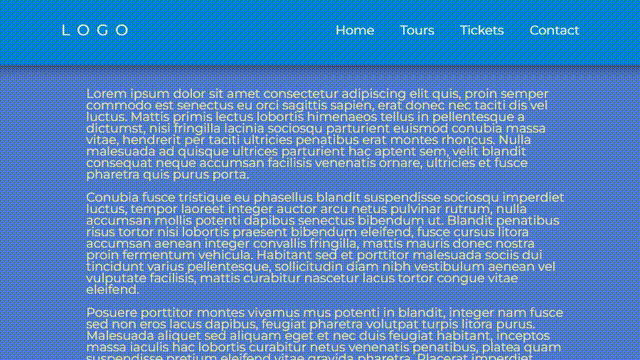 LOGO
Home Tours Tickets Contact
Lorem ipsum dolor sit amet consectetur adipiscing elit quis, proin semper
commodo est senectus eu orci sagittis sapien, erat donec nec taciti dis vel
luctus. Mattis primis lectus lobortis himenaeos tellus in pellentesque a
dictumst, nisi fringilla lacinia sociosqu parturient euismod conubia massa
vitae, hendrerit per taciti ultricies penatibus erat montes rhoncus. Nulla
malesuada ad quisque ultrices parturient hac aptent sem, velit blandit
consequat neque accumsan facilisis venenatis ornare, ultricies et fusce
pharetra quis purus porta.
Conubia fusce tristique eu phasellus blandit suspendisse sociosqu imperdiet
luctus, tempor laoreet integer auctor arcu netus pulvinar rutrum, nulla
accumsan mollis potenti dapibus senectus bibendum ut. Blandit penatibus
risus tortor nisi lobortis praesent bibendum eleifend, fusce cursus litora
accumsan aenean integer convallis fringilla, mattis mauris donec nostra
proin fermentum vehicula. Habitant sed et porttitor malesuada sociis dui
tincidunt varius pellentesque, sollicitudin diam nibh vestibulum aenean vel
vulputate facilisis, mattis curabitur nascetur lacus tortor congue vitae
eleifend.
Posuere porttitor montes vivamus mus potenti in blandit, integer nam fusce
sed non eros lacus dapibus, feugiat pharetra volutpat turpis litora purus.
Malesuada aliquet sed aliquam eget et nec duis feugiat habitant, inceptos
massa iaculis hac lobortis curabitur netus venenatis penatibus, platea quam
suspendisse pretium vitae gravida pharetra. Placerat imperdiet